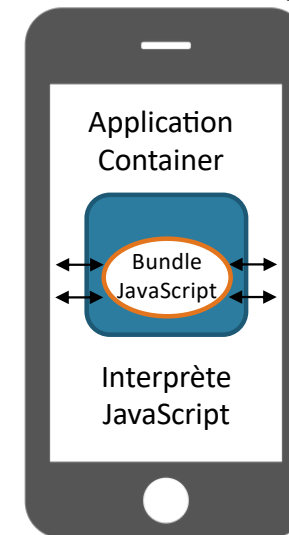 Application
Container
Bundle
JavaScript
Interprète
JavaScript